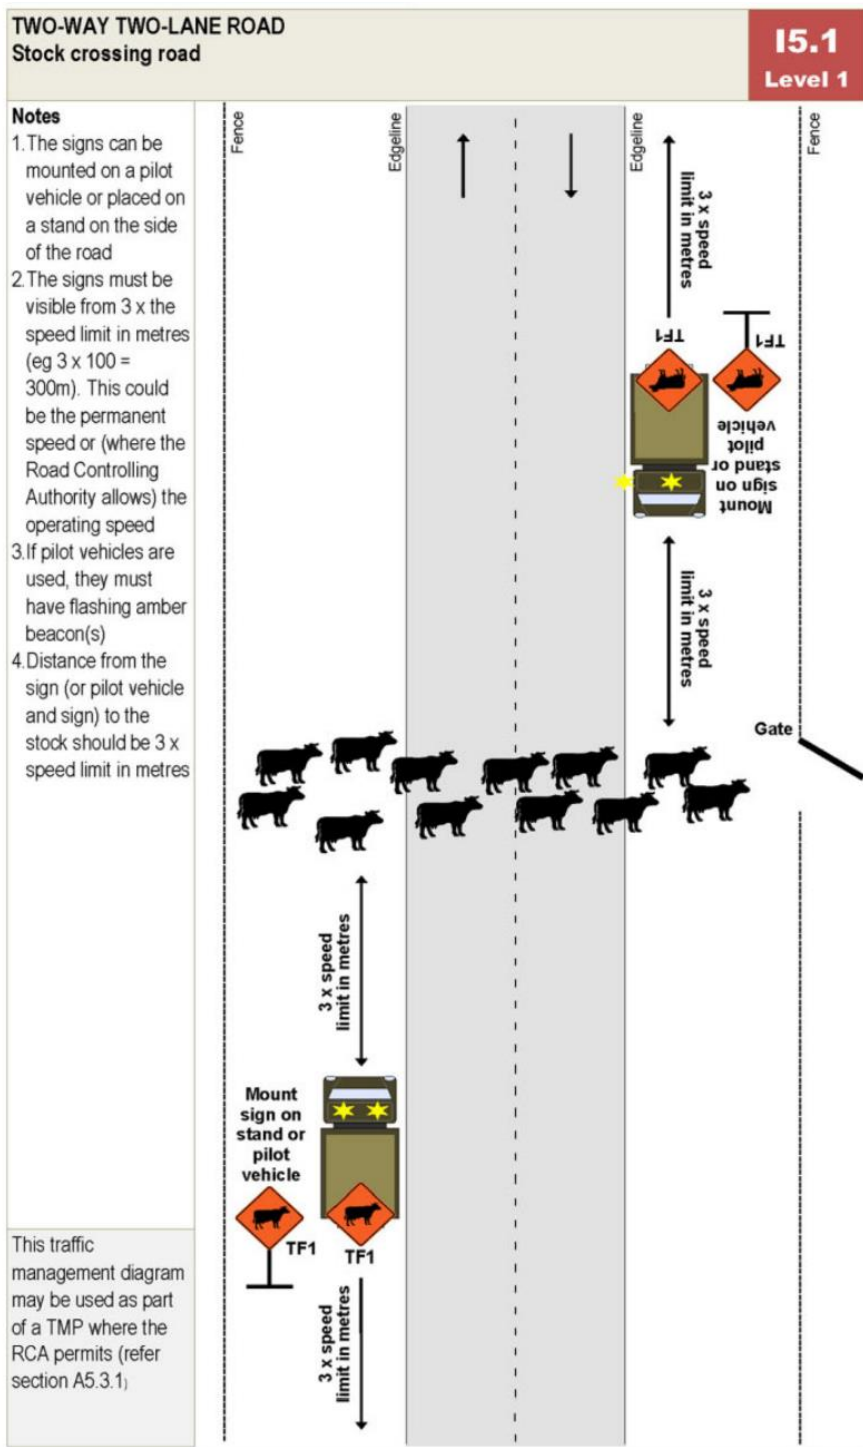 TWO-WAY TWO-LANE ROAD
Stock crossing road
I5.1
Level 1
Notes
1.The signs can be
mounted on a pilot
vehicle or placed on
a stand on the side
of the road
2.The signs must be
visible from 3 x the
speed limit in metres
(eg 3 x 100 =
300m). This could
be the permanent
speed or (where the
Road Controlling
Authority allows) the
operating speed
3.If pilot vehicles are
used, they must
have flashing amber
beacon(s)
4.Distance from the
sign (or pilot vehicle
and sign) to the
stock should be 3 x
speed limit in metres
This traffic
management diagram
may be used as part
of a TMP where the
RCA permits (refer
section A5.3.1)
Fence
Edgeline
Edgeline
Fence
3 x speed
limit in metres
TF1
TF1
Mount
sign on
stand or
pilot
vehicle
3 x speed
limit in metres
Gate
3 x speed
limit in metres
Mount
sign on
stand or
pilot
vehicle
TF1
TF1
3 x speed
limit in metres